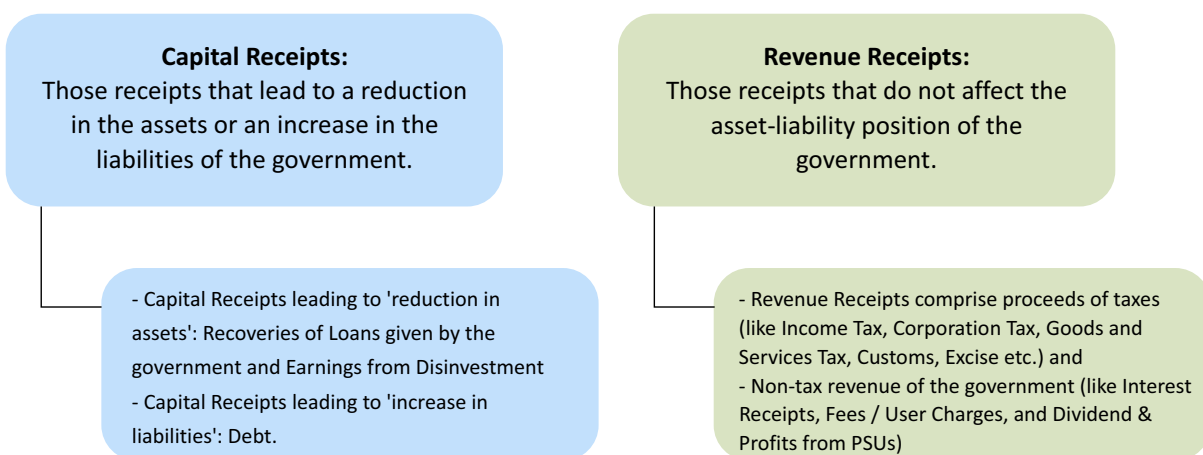 Capital Receipts:
Those receipts that lead to a reduction
in the assets or an increase in the
liabilities of the government.
- Capital Receipts leading to 'reduction in
assets': Recoveries of Loans given by the
government and Earnings from Disinvestment
- Capital Receipts leading to 'increase in
liabilities': Debt.
Revenue Receipts:
Those receipts that do not affect the
asset-liability position of the
government.
- Revenue Receipts comprise proceeds of taxes
(like Income Tax, Corporation Tax, Goods and
Services Tax, Customs, Excise etc.) and
- Non-tax revenue of the government (like Interest
Receipts, Fees / User Charges, and Dividend &
Profits from PSUs)